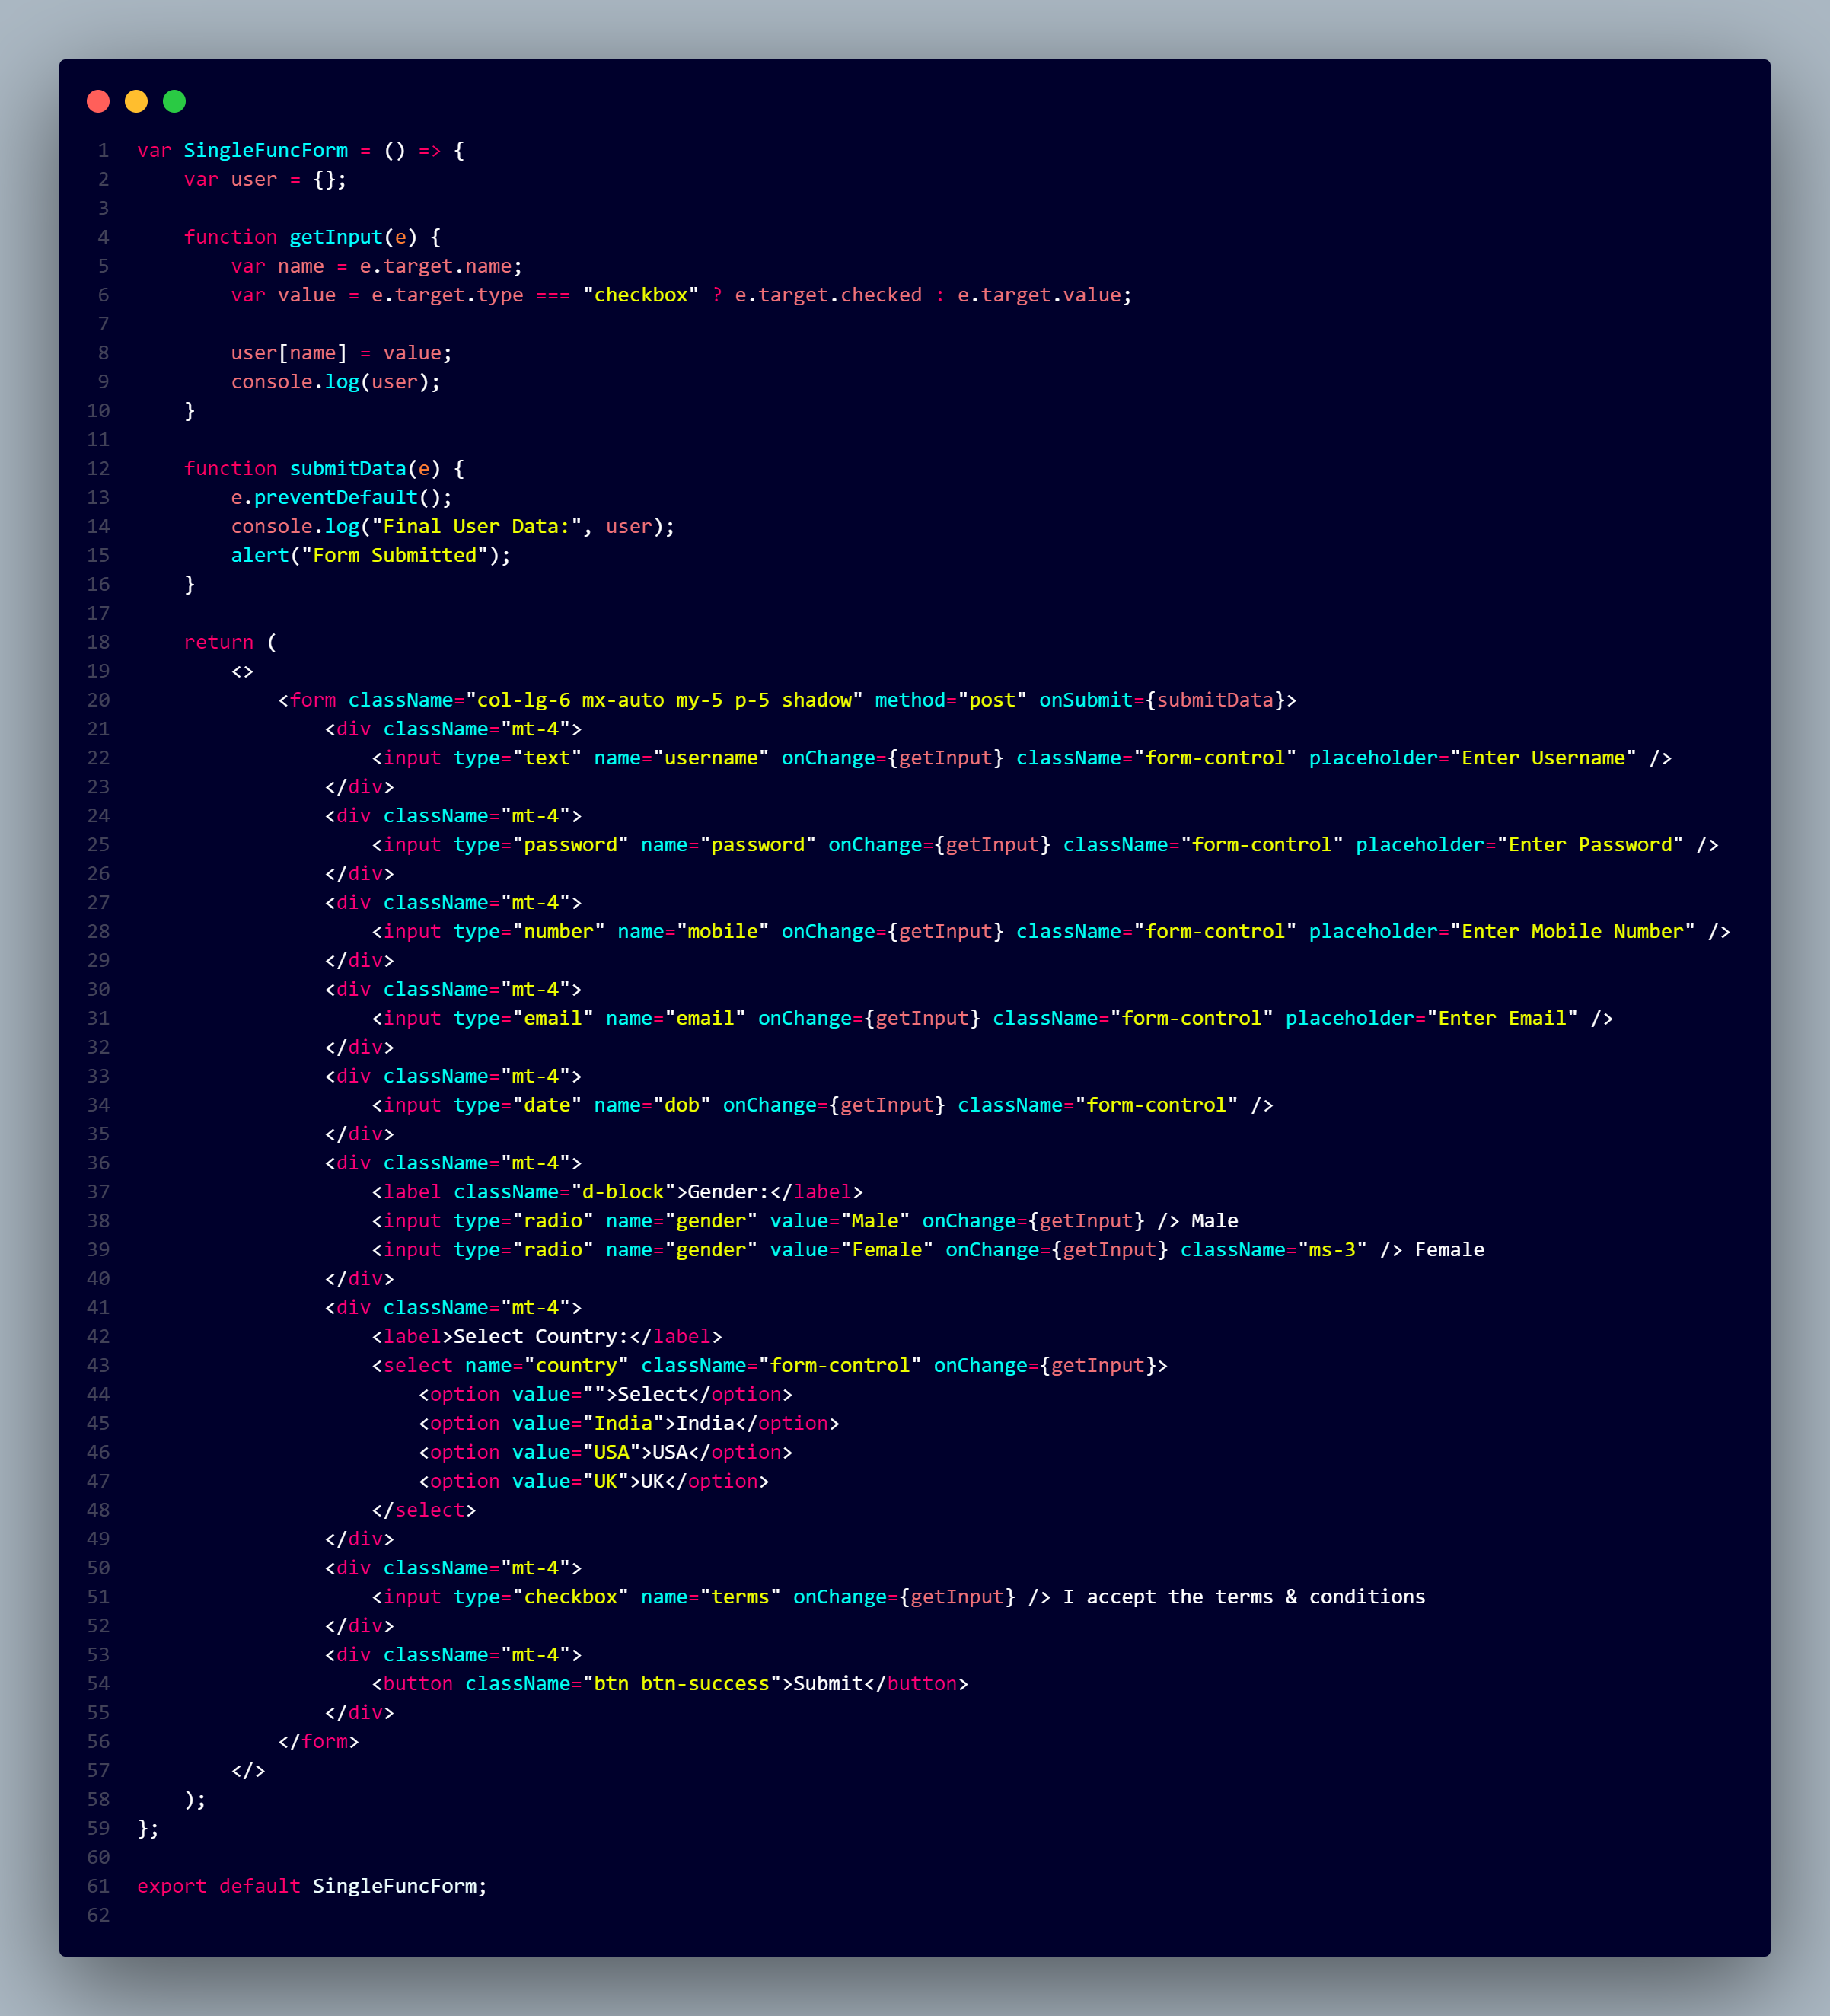 1 var SingleFuncForm = () => {
2     var user = {};
3
4     function getInput(e) {
5         var name = e.target.name;
6         var value = e.target.type === "checkbox" ? e.target.checked : e.target.value;
7
8         user[name] = value;
9         console.log(user);
10     }
11
12     function submitData(e) {
13         e.preventDefault();
14         console.log("Final User Data:", user);
15         alert("Form Submitted");
16     }
17
18     return (
19         <>
20             <form className="col-lg-6 mx-auto my-5 p-5 shadow" method="post" onSubmit={submitData}>
21                 <div className="mt-4">
22                     <input type="text" name="username" onChange={getInput} className="form-control" placeholder="Enter Username" />
23                 </div>
24                 <div className="mt-4">
25                     <input type="password" name="password" onChange={getInput} className="form-control" placeholder="Enter Password" />
26                 </div>
27                 <div className="mt-4">
28                     <input type="number" name="mobile" onChange={getInput} className="form-control" placeholder="Enter Mobile Number" />
29                 </div>
30                 <div className="mt-4">
31                     <input type="email" name="email" onChange={getInput} className="form-control" placeholder="Enter Email" />
32                 </div>
33                 <div className="mt-4">
34                     <input type="date" name="dob" onChange={getInput} className="form-control" />
35                 </div>
36                 <div className="mt-4">
37                     <label className="d-block">Gender:</label>
38                     <input type="radio" name="gender" value="Male" onChange={getInput} /> Male
39                     <input type="radio" name="gender" value="Female" onChange={getInput} className="ms-3" /> Female
40                 </div>
41                 <div className="mt-4">
42                     <label>Select Country:</label>
43                     <select name="country" className="form-control" onChange={getInput}>
44                         <option value="">Select</option>
45                         <option value="India">India</option>
46                         <option value="USA">USA</option>
47                         <option value="UK">UK</option>
48                     </select>
49                 </div>
50                 <div className="mt-4">
51                     <input type="checkbox" name="terms" onChange={getInput} /> I accept the terms & conditions
52                 </div>
53                 <div className="mt-4">
54                     <button className="btn btn-success">Submit</button>
55                 </div>
56             </form>
57         </>
58     );
59 };
60
61 export default SingleFuncForm;
62